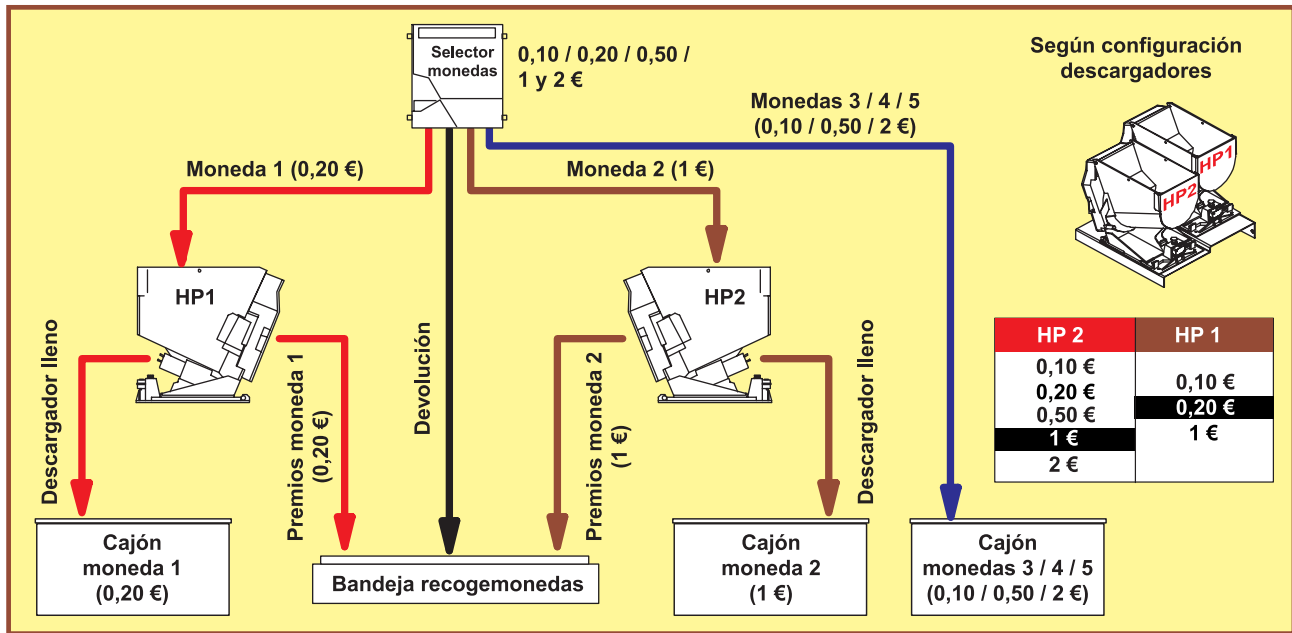 Selector
monedas
0,10 / 0,20 / 0,50 /
1 y 2 €
Según configuración
descargadores
Monedas 3 / 4 / 5
(0,10 / 0,50 / 2 €)
Moneda 1 (0,20 €)
Moneda 2 (1 €)
HP1
HP2
HP1
HP2
Descargador lleno
Premios moneda 1
(0,20 €)
Devolución
Premios moneda 2
(1 €)
Descargador lleno
HP 2
HP 1
0,10 €
0,20 €
0,50 €
1 €
2 €
0,10 €
0,20 €
1 €
Cajón
moneda 1
(0,20 €)
Bandeja recogemonedas
Cajón
moneda 2
(1 €)
Cajón
monedas 3 / 4 / 5
(0,10 / 0,50 / 2 €)